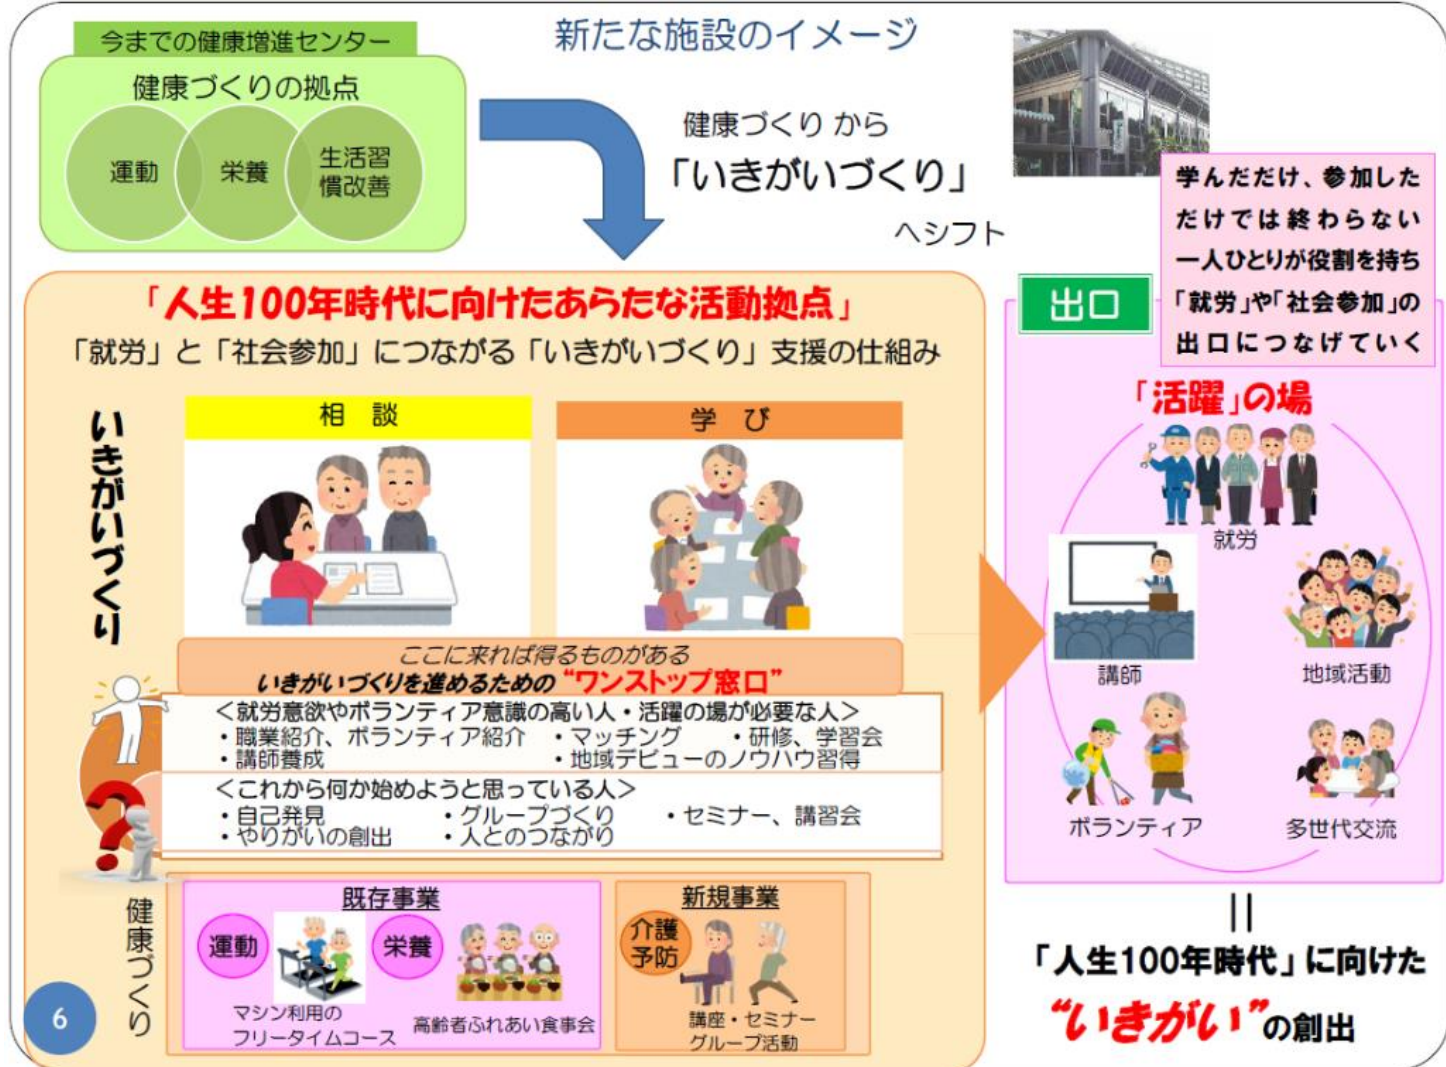 新たな施設のイメージ
今までの健康増進センター
健康づくりの拠点
運動
栄養
生活習
慣改善
健康づくり から
「いきがいづくり」
へシフト
学んだだけ、参加した
だけでは終わらない
一人ひとりが役割を持ち
「就労」や「社会参加」の
出口につなげていく
「人生100年時代に向けたあらたな活動拠点」
「就労」と「社会参加」につながる「いきがいづくり」支援の仕組み
いきがいづくり
相 談
学 び
ここに来れば得るものがある
いきがいづくりを進めるための “ワンストップ窓口”
<就労意欲やボランティア意識の高い人・活躍の場が必要な人>
・職業紹介、ボランティア紹介 ・マッチング ・研修、学習会
・講師養成 ・地域デビューのノウハウ習得
<これから何か始めようと思っている人>
・自己発見 ・グループづくり ・セミナー、講習会
・やりがいの創出 ・人とのつながり
健康づくり
既存事業
運動
マシン利用の
フリータイムコース
栄養
高齢者ふれあい食事会
新規事業
介護
予防
講座・セミナー
グループ活動
出口
「活躍」の場
就労
講師
地域活動
ボランティア
多世代交流
||
「人生100年時代」に向けた
“いきがい”の創出
6